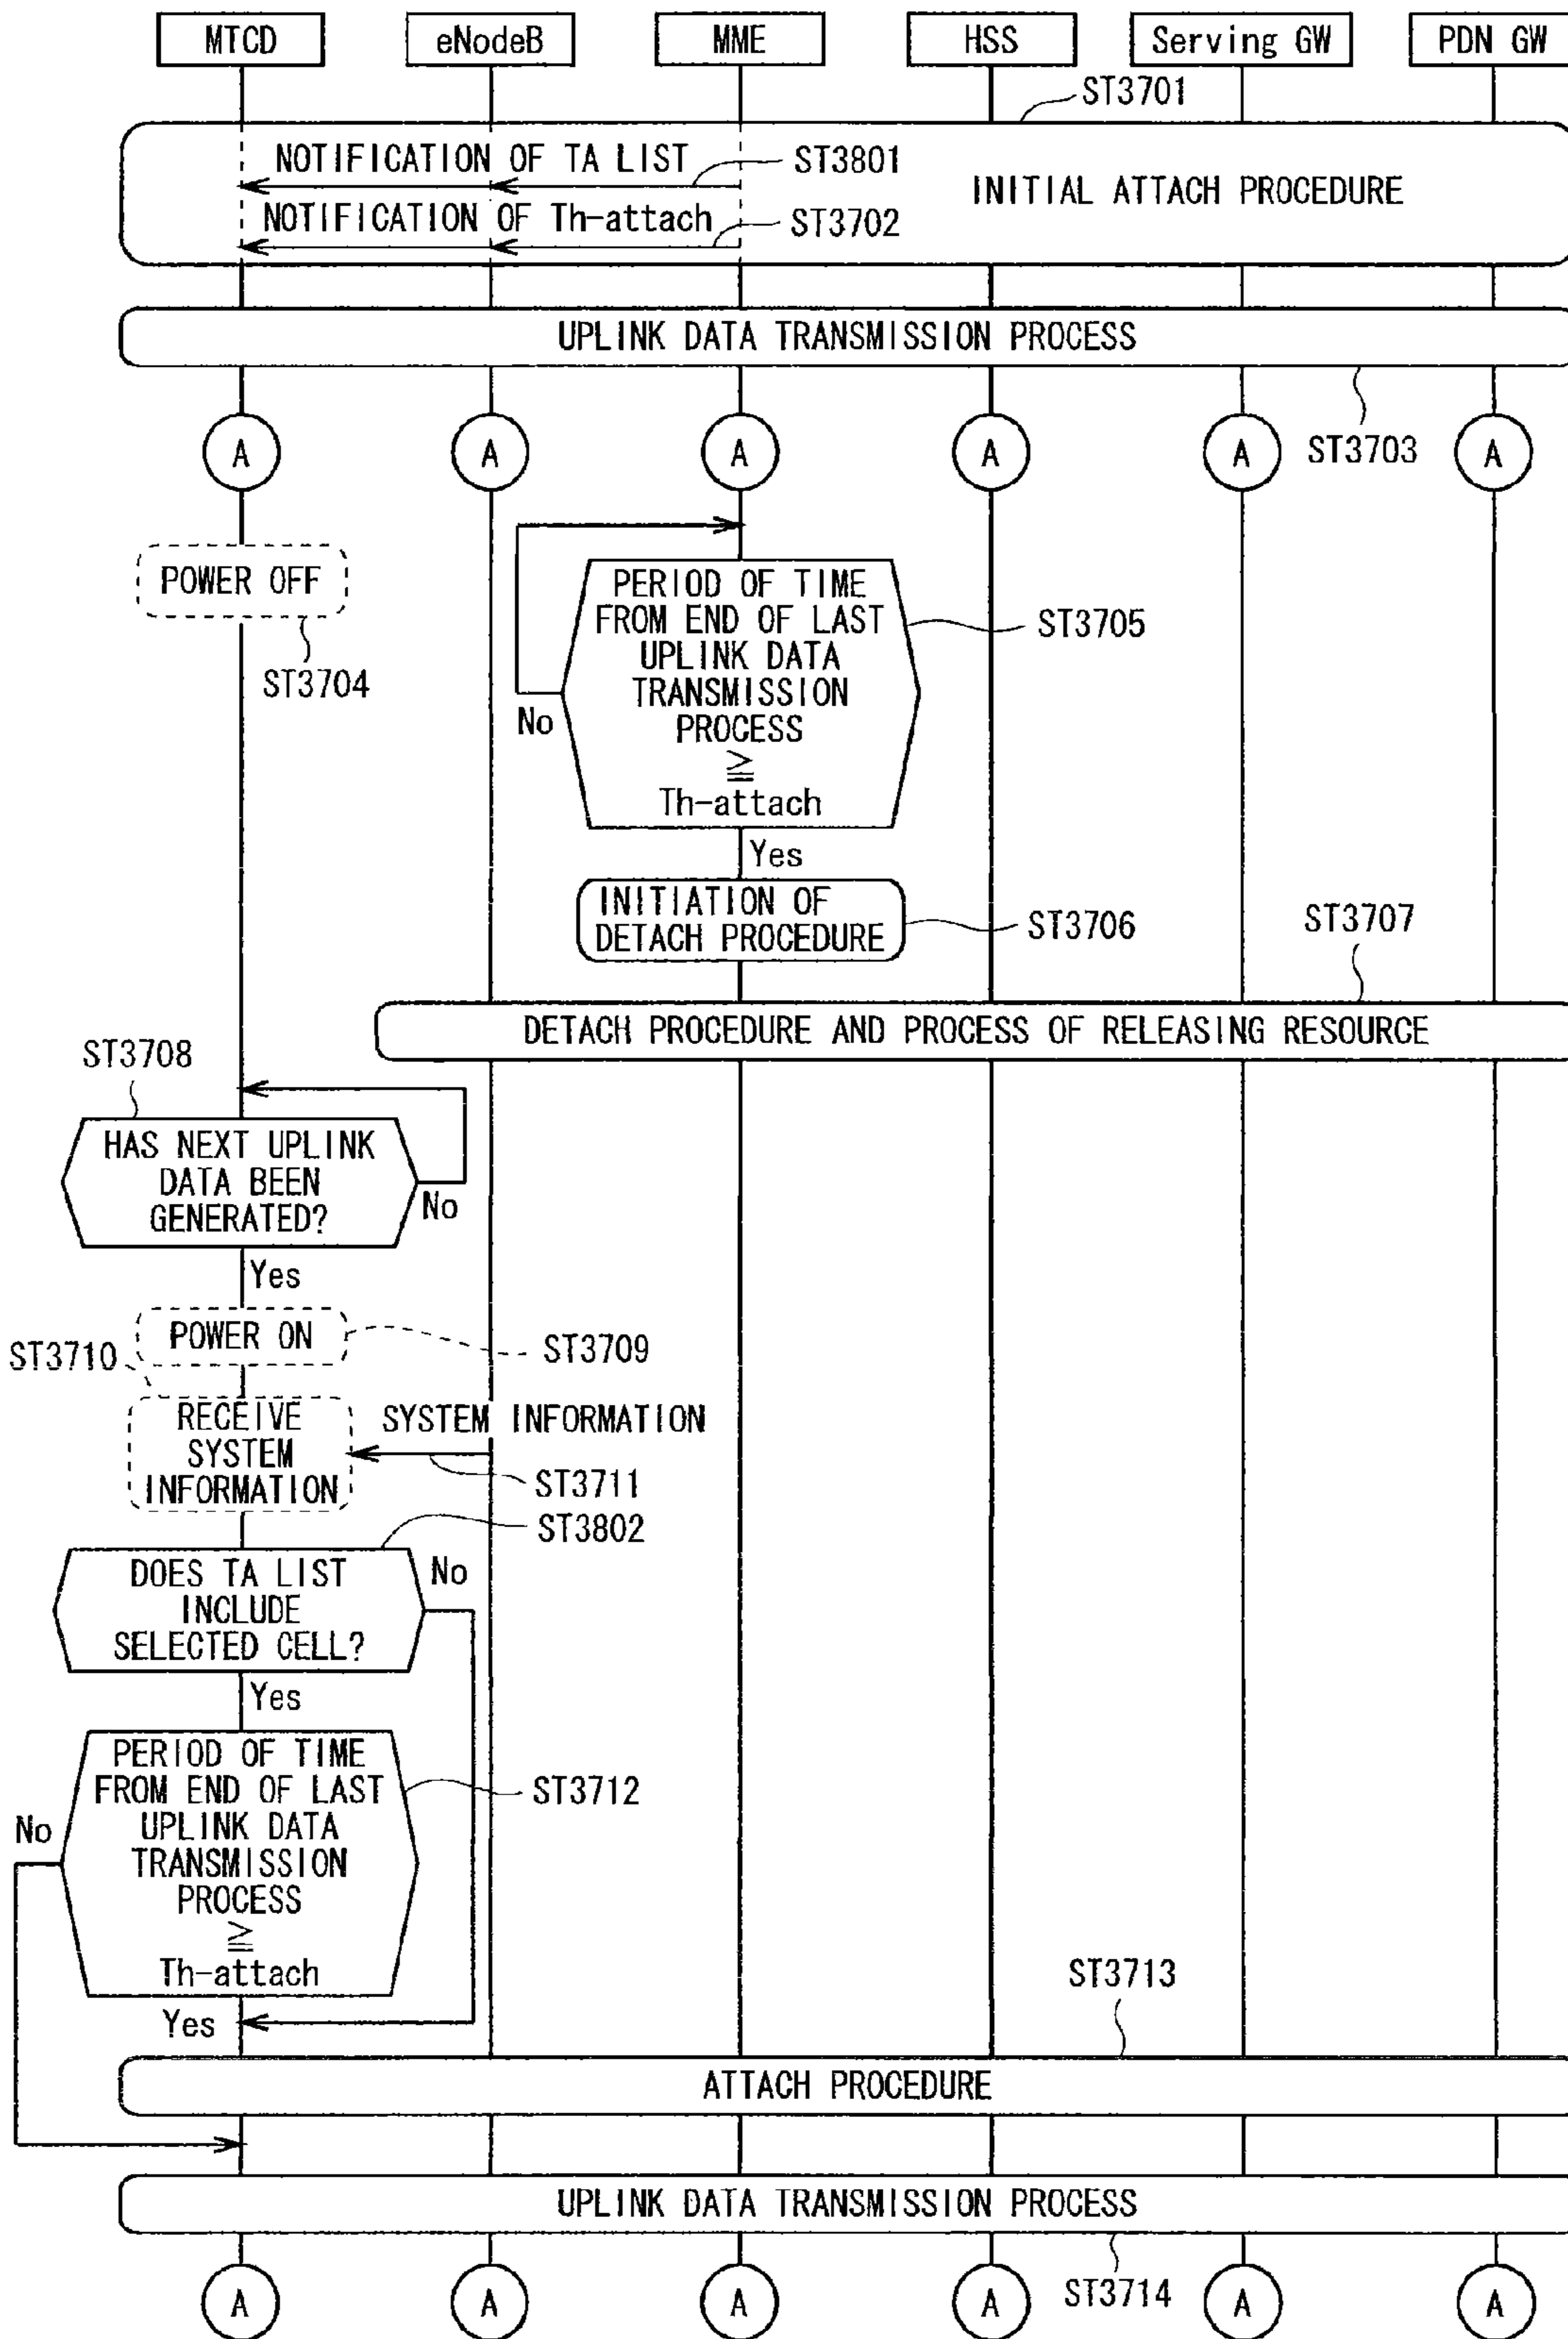 MTCD eNodeB MME HSS Serving GW PDN GW
ST3701
NOTIFICATION OF TA LIST ST3801
INITIAL ATTACH PROCEDURE
NOTIFICATION OF Th-attach ST3702
UPLINK DATA TRANSMISSION PROCESS
ST3703
A A A A A A
POWER OFF
ST3704
PERIOD OF TIME
FROM END OF LAST
UPLINK DATA
TRANSMISSION
PROCESS
≧
Th-attach
ST3705
No
Yes
INITIATION OF
DETACH PROCEDURE
ST3706
ST3707
DETACH PROCEDURE AND PROCESS OF RELEASING RESOURCE
ST3708
HAS NEXT UPLINK
DATA BEEN
GENERATED?
No
Yes
POWER ON
ST3709
ST3710
RECEIVE
SYSTEM
INFORMATION
SYSTEM INFORMATION
ST3711
ST3802
DOES TA LIST
INCLUDE
SELECTED CELL?
No
Yes
PERIOD OF TIME
FROM END OF LAST
UPLINK DATA
TRANSMISSION
PROCESS
≧
Th-attach
ST3712
No
Yes
ST3713
ATTACH PROCEDURE
UPLINK DATA TRANSMISSION PROCESS
ST3714
A A A A A A